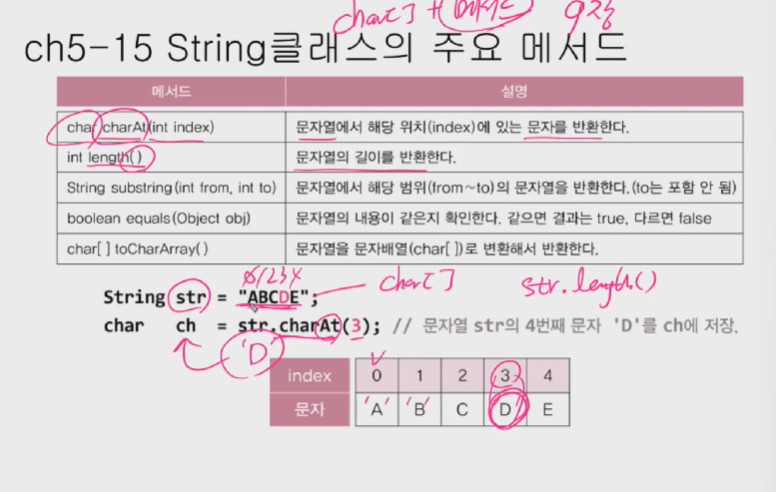 char[] + (메서드) 9장
ch5-15 String클래스의 주요 메서드
메서드 설명
char charAt(int index) 문자열에서 해당 위치(index)에 있는 문자를 반환한다.
int length() 문자열의 길이를 반환한다.
String substring(int from, int to) 문자열에서 해당 범위(from~to)의 문자열을 반환한다.(to는 포함 안 됨)
boolean equals(Object obj) 문자열의 내용이 같은지 확인한다. 같으면 결과는 true, 다르면 false
char[ ] toCharArray( ) 문자열을 문자배열(char[ ])로 변환해서 반환한다.
01234 char[] str.length()
String str = "ABCDE";
char ch = str.charAt(3); // 문자열 str의 4번째 문자 'D'를 ch에 저장.
'D'
index 0 1 2 3 4
문자 'A' 'B' C D E